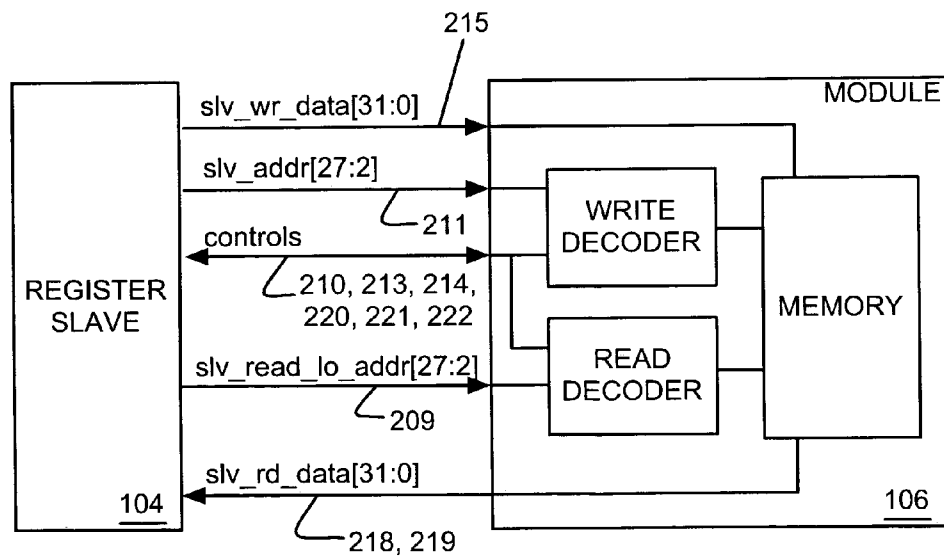 215
MODULE
slv_wr_data[31:0]
slv_addr[27:2]
211
WRITE
DECODER
controls
210, 213, 214,
220, 221, 222
REGISTER
SLAVE
MEMORY
slv_read_lo_addr[27:2]
READ
DECODER
209
slv_rd_data[31:0]
104
106
218, 219